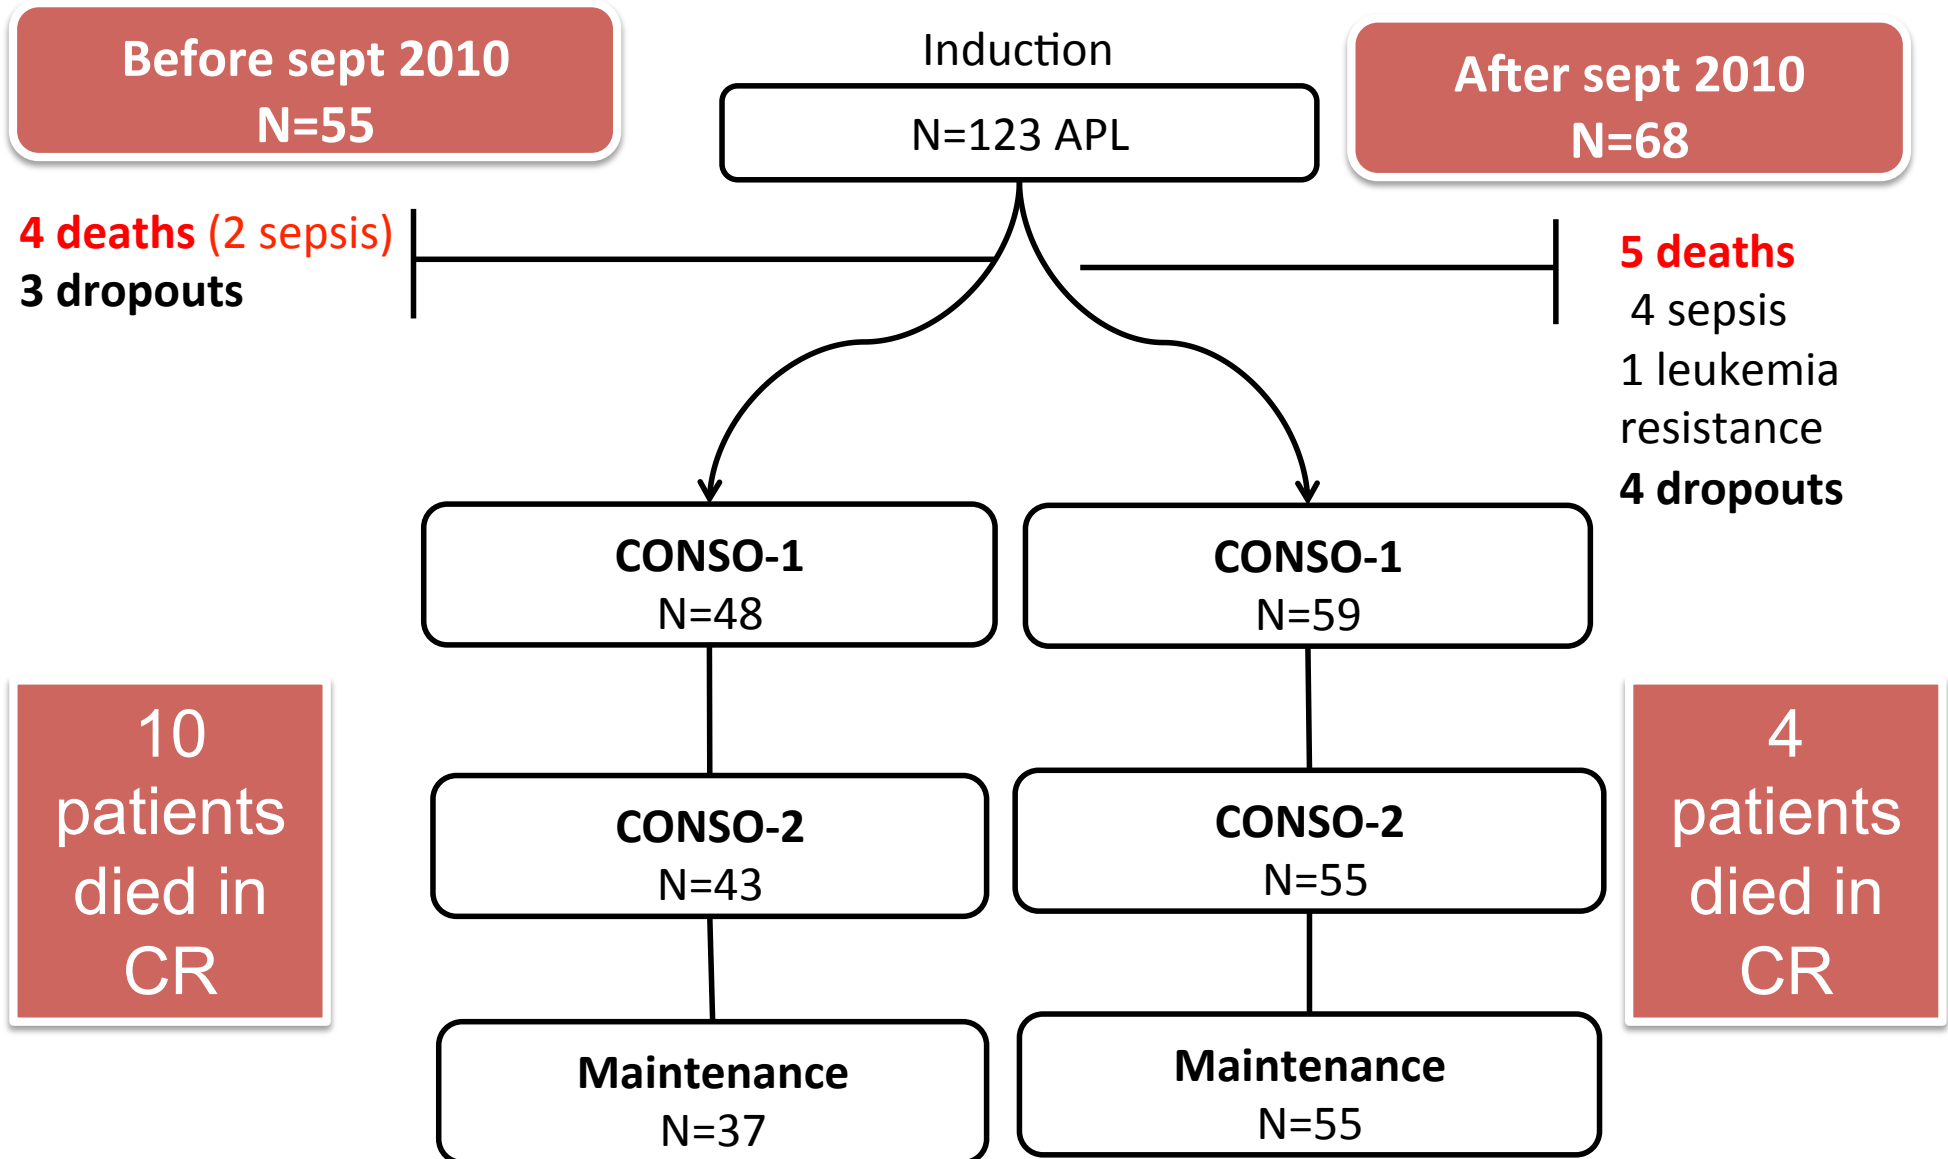 Before sept 2010
N=55
Induction
N=123 APL
After sept 2010
N=68
4 deaths (2 sepsis)
3 dropouts
5 deaths
4 sepsis
1 leukemia
resistance
4 dropouts
CONSO-1
N=48
CONSO-1
N=59
10
patients
died in
CR
CONSO-2
N=43
CONSO-2
N=55
4
patients
died in
CR
Maintenance
N=37
Maintenance
N=55